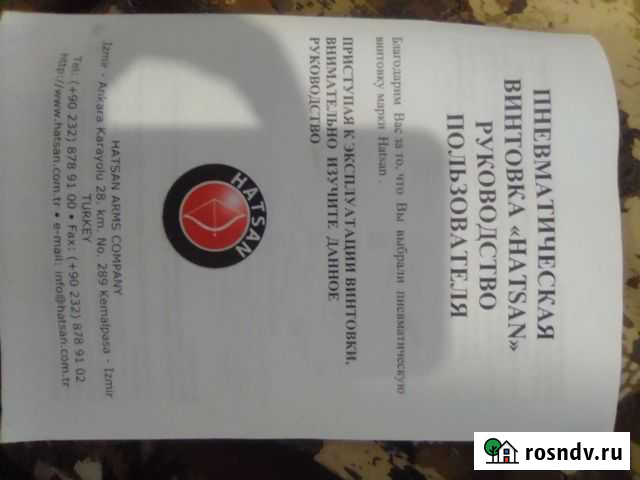 ПНЕВМАТИЧЕСКАЯ
ВИНТОВКА «HATSAN»
РУКОВОДСТВО
ПОЛЬЗОВАТЕЛЯ
Благодарим Вас за то, что Вы выбрали пневматическую
винтовку марки Hatsan .
ПРИСТУПАЯ К ЭКСПЛУАТАЦИИ ВИНТОВКИ,
ВНИМАТЕЛЬНО ИЗУЧИТЕ ДАННОЕ
РУКОВОДСТВО
HATSAN
HATSAN ARMS COMPANY
Izmir - Ankara Karayolu 28. km. No. 289 Kemalpasa - Izmir
TURKEY
Tel: (+90 232) 878 91 00 • Fax: (+90 232) 878 91 02
http://www.hatsan.com.tr • e-mail: info@hatsan.com.tr
rosndv.ru